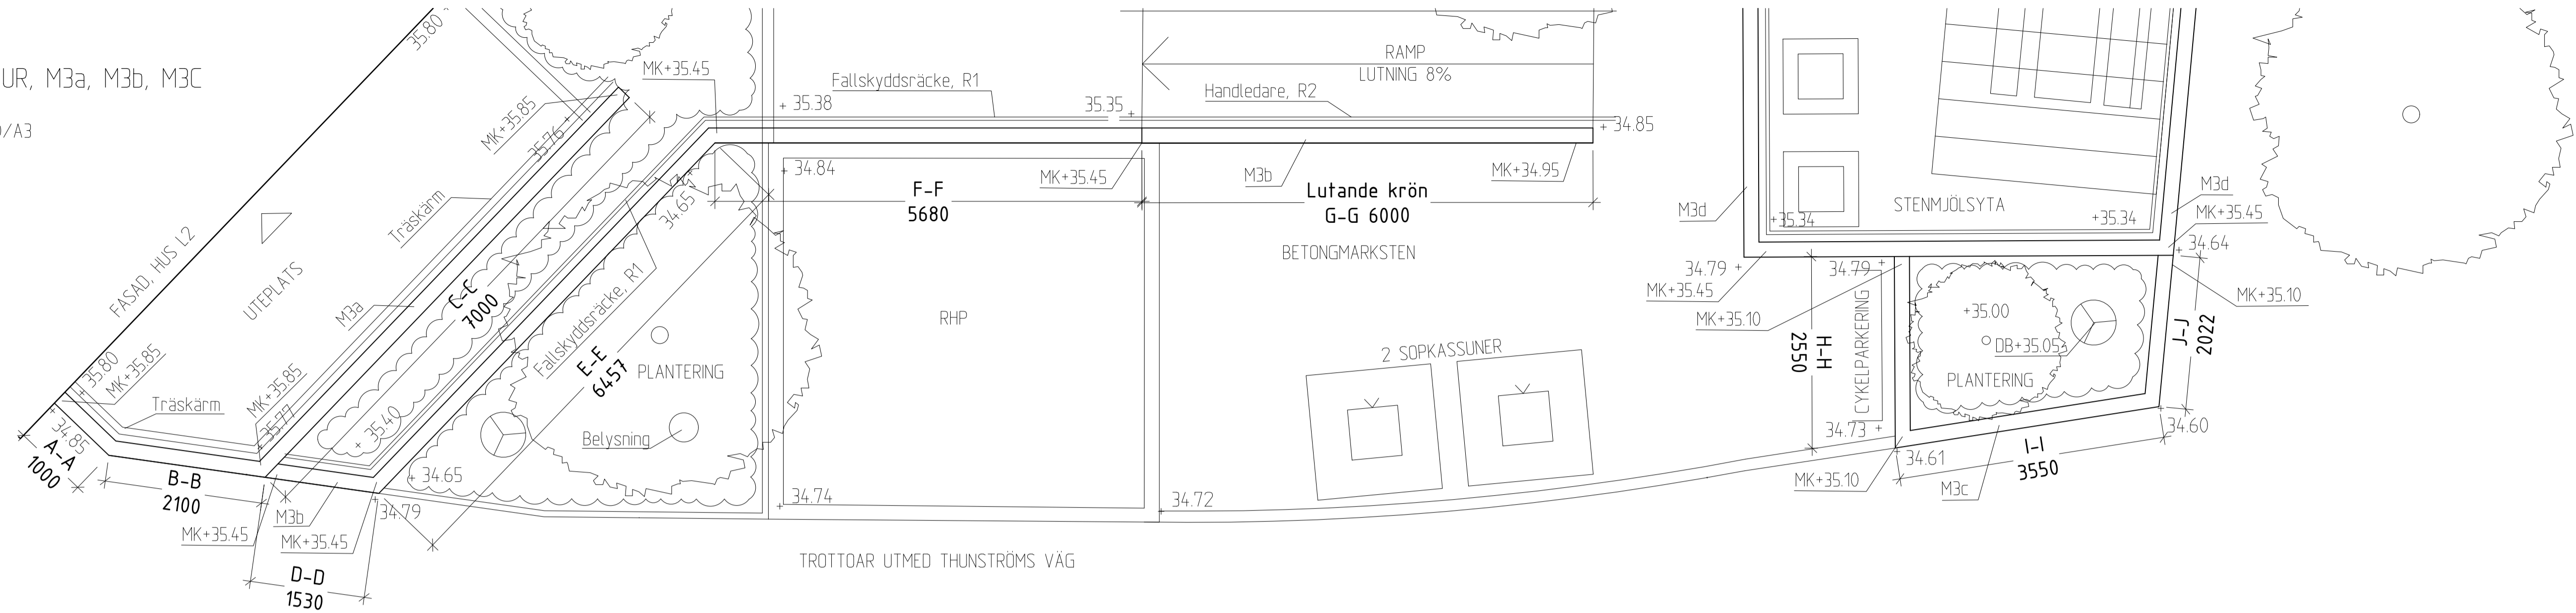 UR, M3a, M3b, M3C
/A3
35.80
MK+35.85
35.76
Träskärm
FASAD, HUS L2
UTEPLATS
M3a
C-C
7000
35.80
MK+35.85
MK+35.85
35.77
Träskärm
34.85
A-A
1000
B-B
2100
MK+35.45
M3b
MK+35.45
D-D
1530
34.79
+ 35.40
34.65
MK+35.45
+ 35.38
Fallskyddsräcke, R1
35.35 +
Handledare, R2
RAMP
LUTNING 8%
+ 34.85
34.84
34.65
F-F
5680
MK+35.45
M3b
MK+34.95
Lutande krön
G-G 6000
BETONGMARKSTEN
Fallskyddsräcke, R1
E-E
6457
PLANTERING
Belysning
RHP
34.74
34.72
2 SOPKASSUNER
TROTTOAR UTMED THUNSTRÖMS VÄG
M3d
+35.34
STENMJÖLSYTA
+35.34
M3d
MK+35.45
34.64
34.79 +
MK+35.45
34.79
MK+35.10
H-H
2550
CYKELPARKERING
+35.00
DB+35.05
PLANTERING
MK+35.10
J-J
2022
34.73 +
34.61
34.60
MK+35.10
I-I
3550
M3c